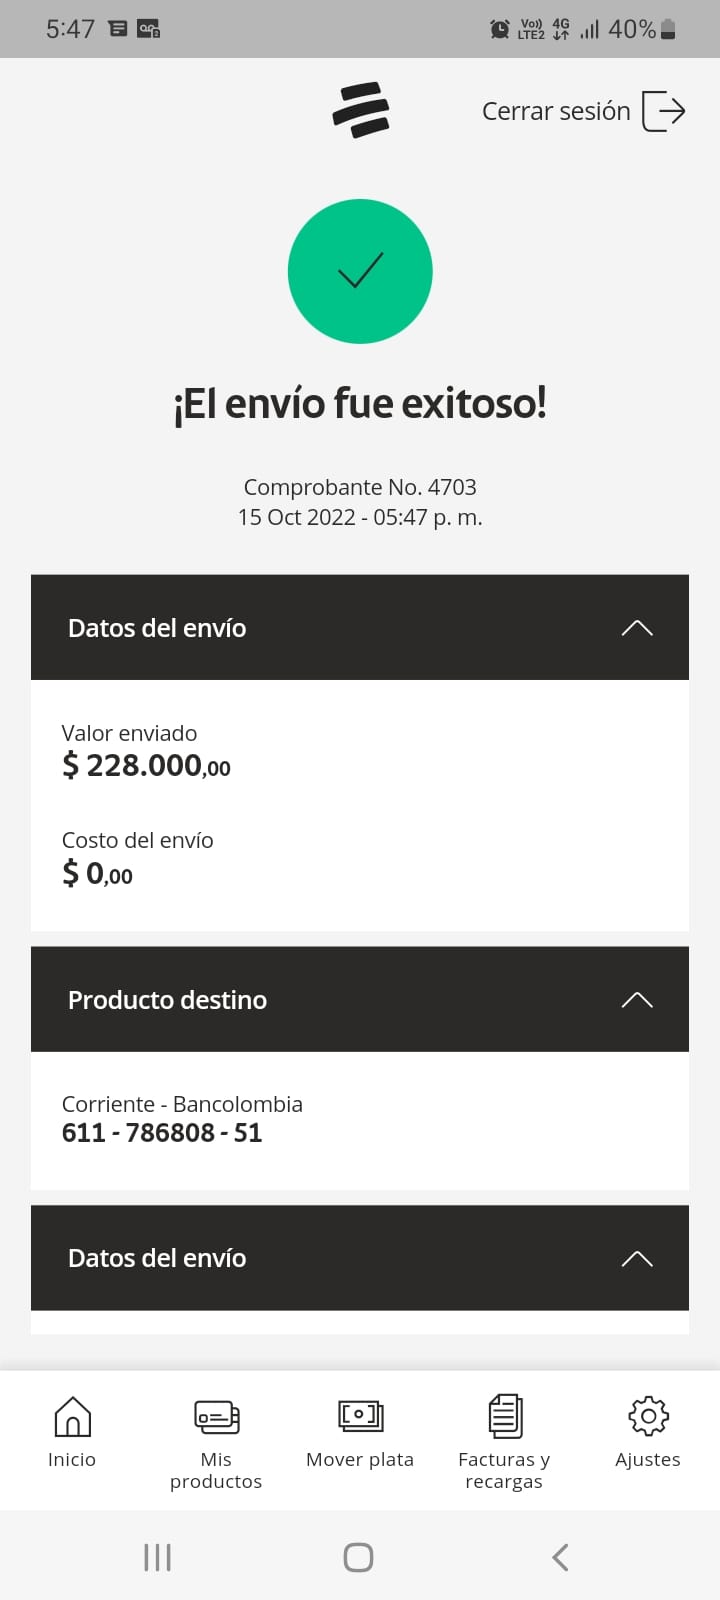 5:47 Vo)) LTE2 4G 40%
Cerrar sesión
¡El envío fue exitoso!
Comprobante No. 4703
15 Oct 2022 - 05:47 p. m.
Datos del envío
Valor enviado
$ 228.000,00
Costo del envío
$ 0,00
Producto destino
Corriente - Bancolombia
611 - 786808 - 51
Datos del envío
Inicio
Mis productos
Mover plata
Facturas y recargas
Ajustes